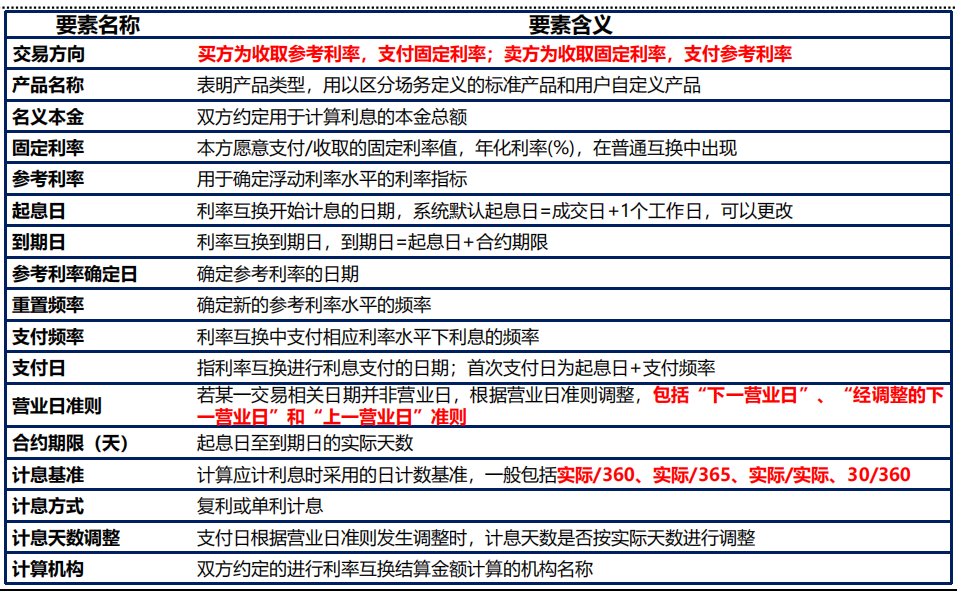 要素名称 要素含义
交易方向 买方为收取参考利率，支付固定利率；卖方为收取固定利率，支付参考利率
产品名称 表明产品类型，用以区分场务定义的标准产品和用户自定义产品
名义本金 双方约定用于计算利息的本金总额
固定利率 本方愿意支付/收取的固定利率值，年化利率(%)，在普通互换中出现
参考利率 用于确定浮动利率水平的利率指标
起息日 利率互换开始计息的日期，系统默认起息日=成交日+1个工作日，可以更改
到期日 利率互换到期日，到期日=起息日+合约期限
参考利率确定日 确定参考利率的日期
重置频率 确定新的参考利率水平的频率
支付频率 利率互换中支付相应利率水平下利息的频率
支付日 指利率互换进行利息支付的日期；首次支付日为起息日+支付频率
营业日准则 若某一交易相关日期并非营业日，根据营业日准则调整，包括“下一营业日”、“经调整的下
一营业日”和“上一营业日”准则
合约期限（天） 起息日至到期日的实际天数
计息基准 计算应计利息时采用的日计数基准，一般包括实际/360、实际/365、实际/实际、30/360
计息方式 复利或单利计息
计息天数调整 支付日根据营业日准则发生调整时，计息天数是否按实际天数进行调整
计算机构 双方约定的进行利率互换结算金额计算的机构名称